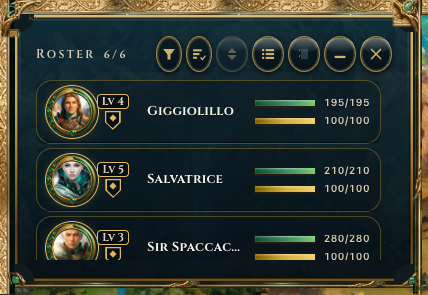 Roster 6/6
Lv 4
Giggiolillo
195/195
100/100
Lv 5
Salvatrice
210/210
100/100
Lv 3
Sir Spaccac...
280/280
100/100